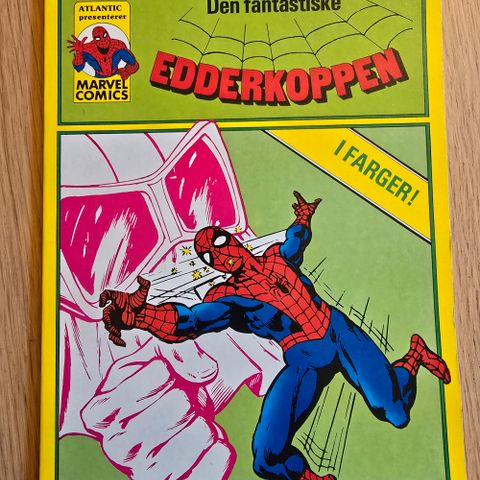 ATLANTIC
presenterer
MARVEL
COMICS
Den fantastiske
EDDERKOPPEN
I FARGER!